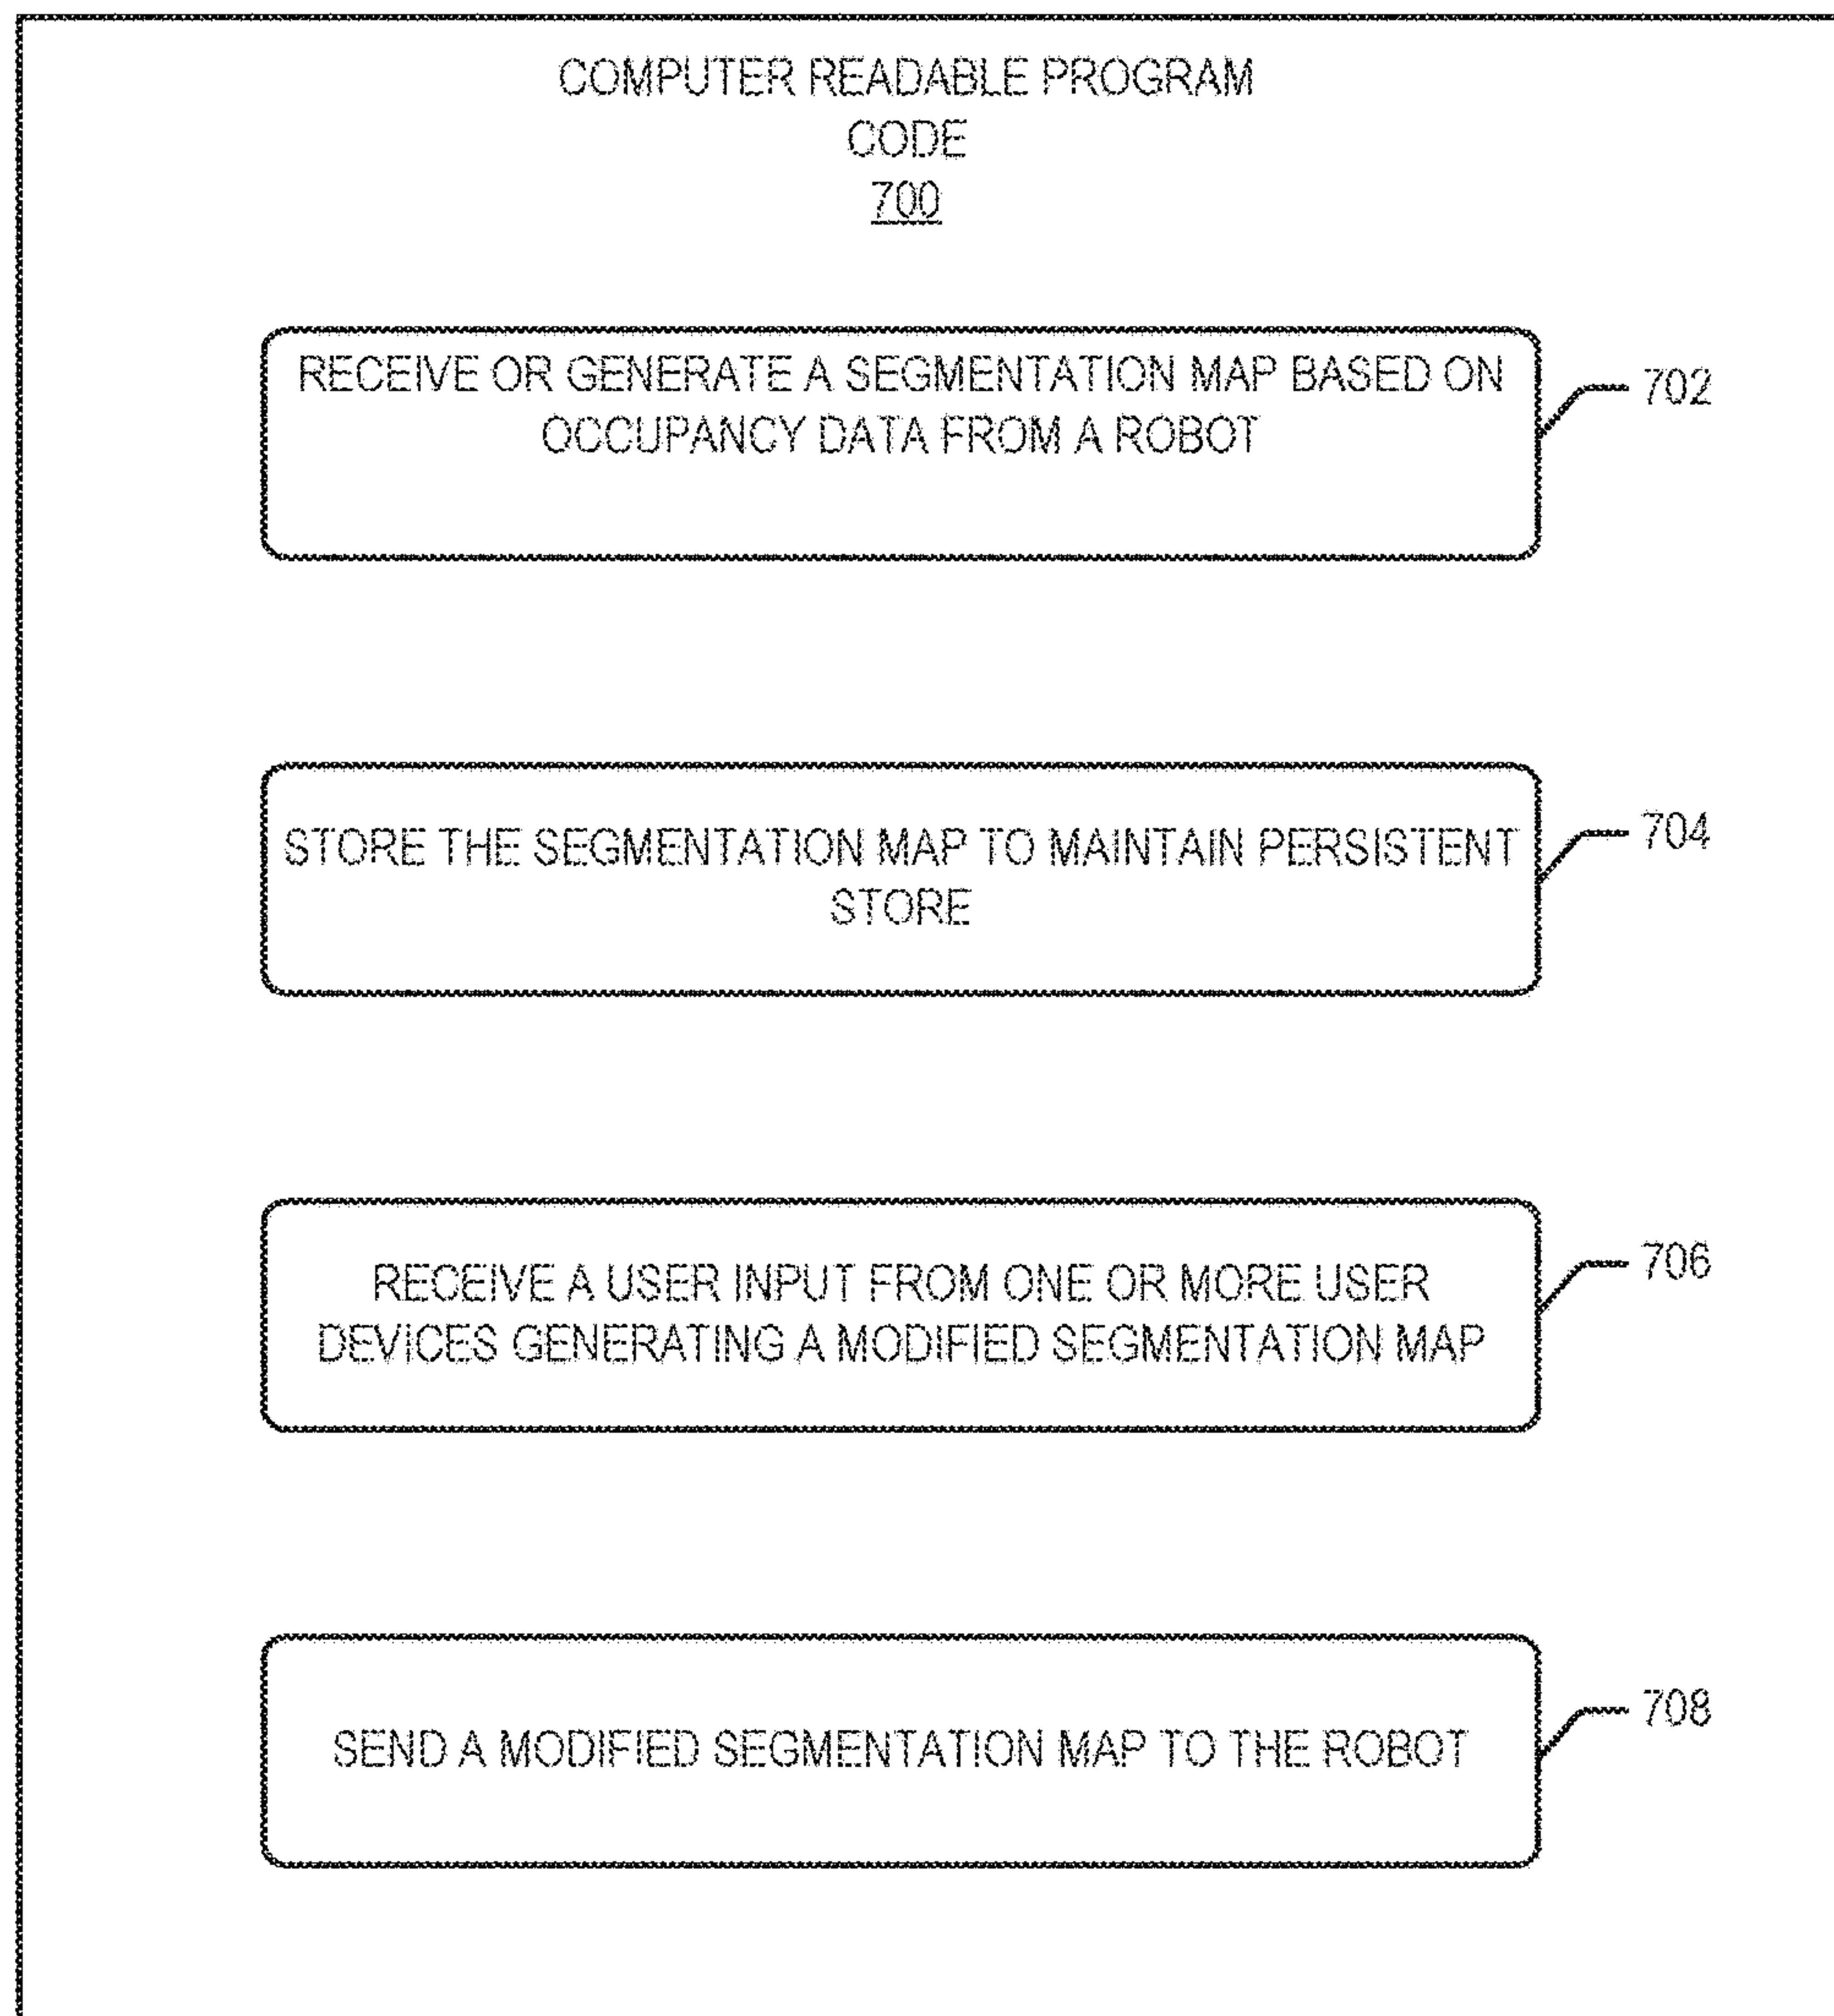 COMPUTER READABLE PROGRAM
CODE
700
RECEIVE OR GENERATE A SEGMENTATION MAP BASED ON
OCCUPANCY DATA FROM A ROBOT
702
STORE THE SEGMENTATION MAP TO MAINTAIN PERSISTENT
STORE
704
RECEIVE A USER INPUT FROM ONE OR MORE USER
DEVICES GENERATING A MODIFIED SEGMENTATION MAP
706
SEND A MODIFIED SEGMENTATION MAP TO THE ROBOT
708